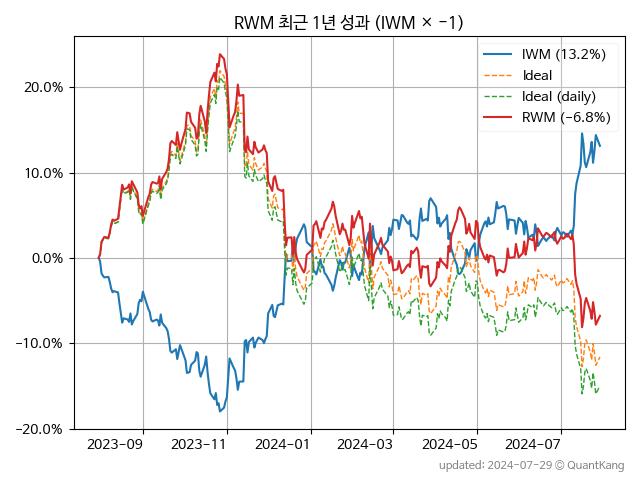 RWM 최근 1년 성과 (IWM × −1)
IWM (13.2%)
Ideal
Ideal (daily)
RWM (−6.8%)
20.0%
10.0%
0.0%
−10.0%
−20.0%
2023−09 2023−11 2024−01 2024−03 2024−05 2024−07
updated: 2024−07−29 © QuantKang